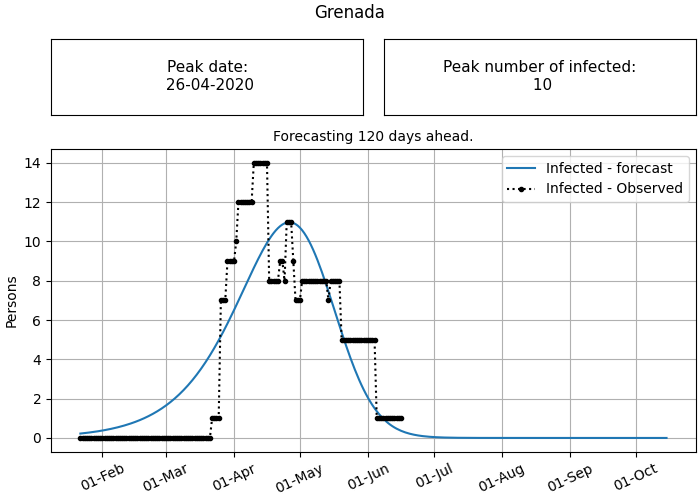 Grenada
Peak date:
26-04-2020
Peak number of infected:
10
Forecasting 120 days ahead.
Infected - forecast
Infected - Observed
Persons
14
12
10
8
6
4
2
0
01-Feb
01-Mar
01-Apr
01-May
01-Jun
01-Jul
01-Aug
01-Sep
01-Oct